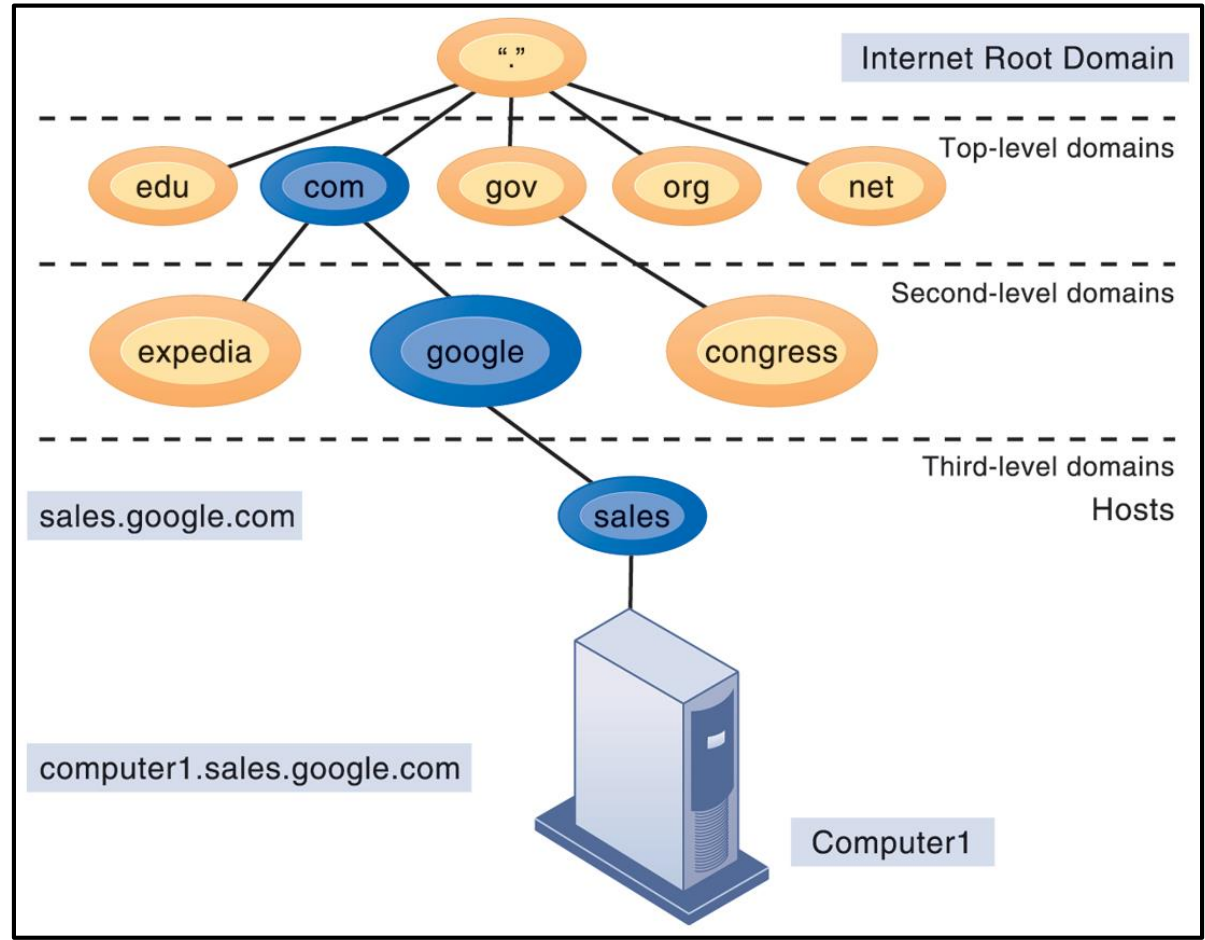 “.”
Internet Root Domain
Top-level domains
edu
com
gov
org
net
Second-level domains
expedia
google
congress
Third-level domains
Hosts
sales.google.com
sales
computer1.sales.google.com
Computer1